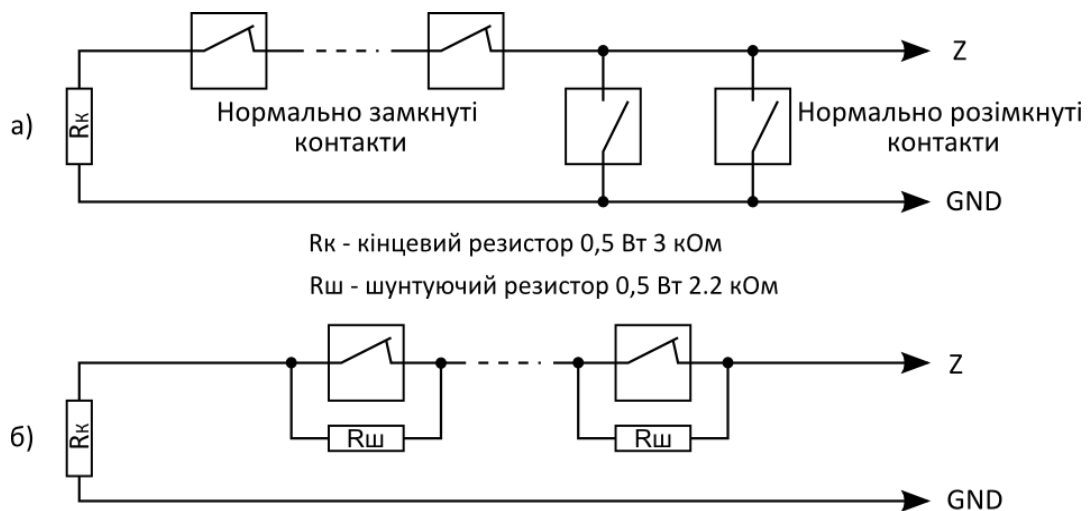 Z
Rк
а)
Нормально замкнуті
контакти
Нормально розімкнуті
контакти
GND
Rк - кінцевий резистор 0,5 Вт 3 кОм
Rш - шунтуючий резистор 0,5 Вт 2.2 кОм
Z
Rк
б)
Rш
Rш
GND